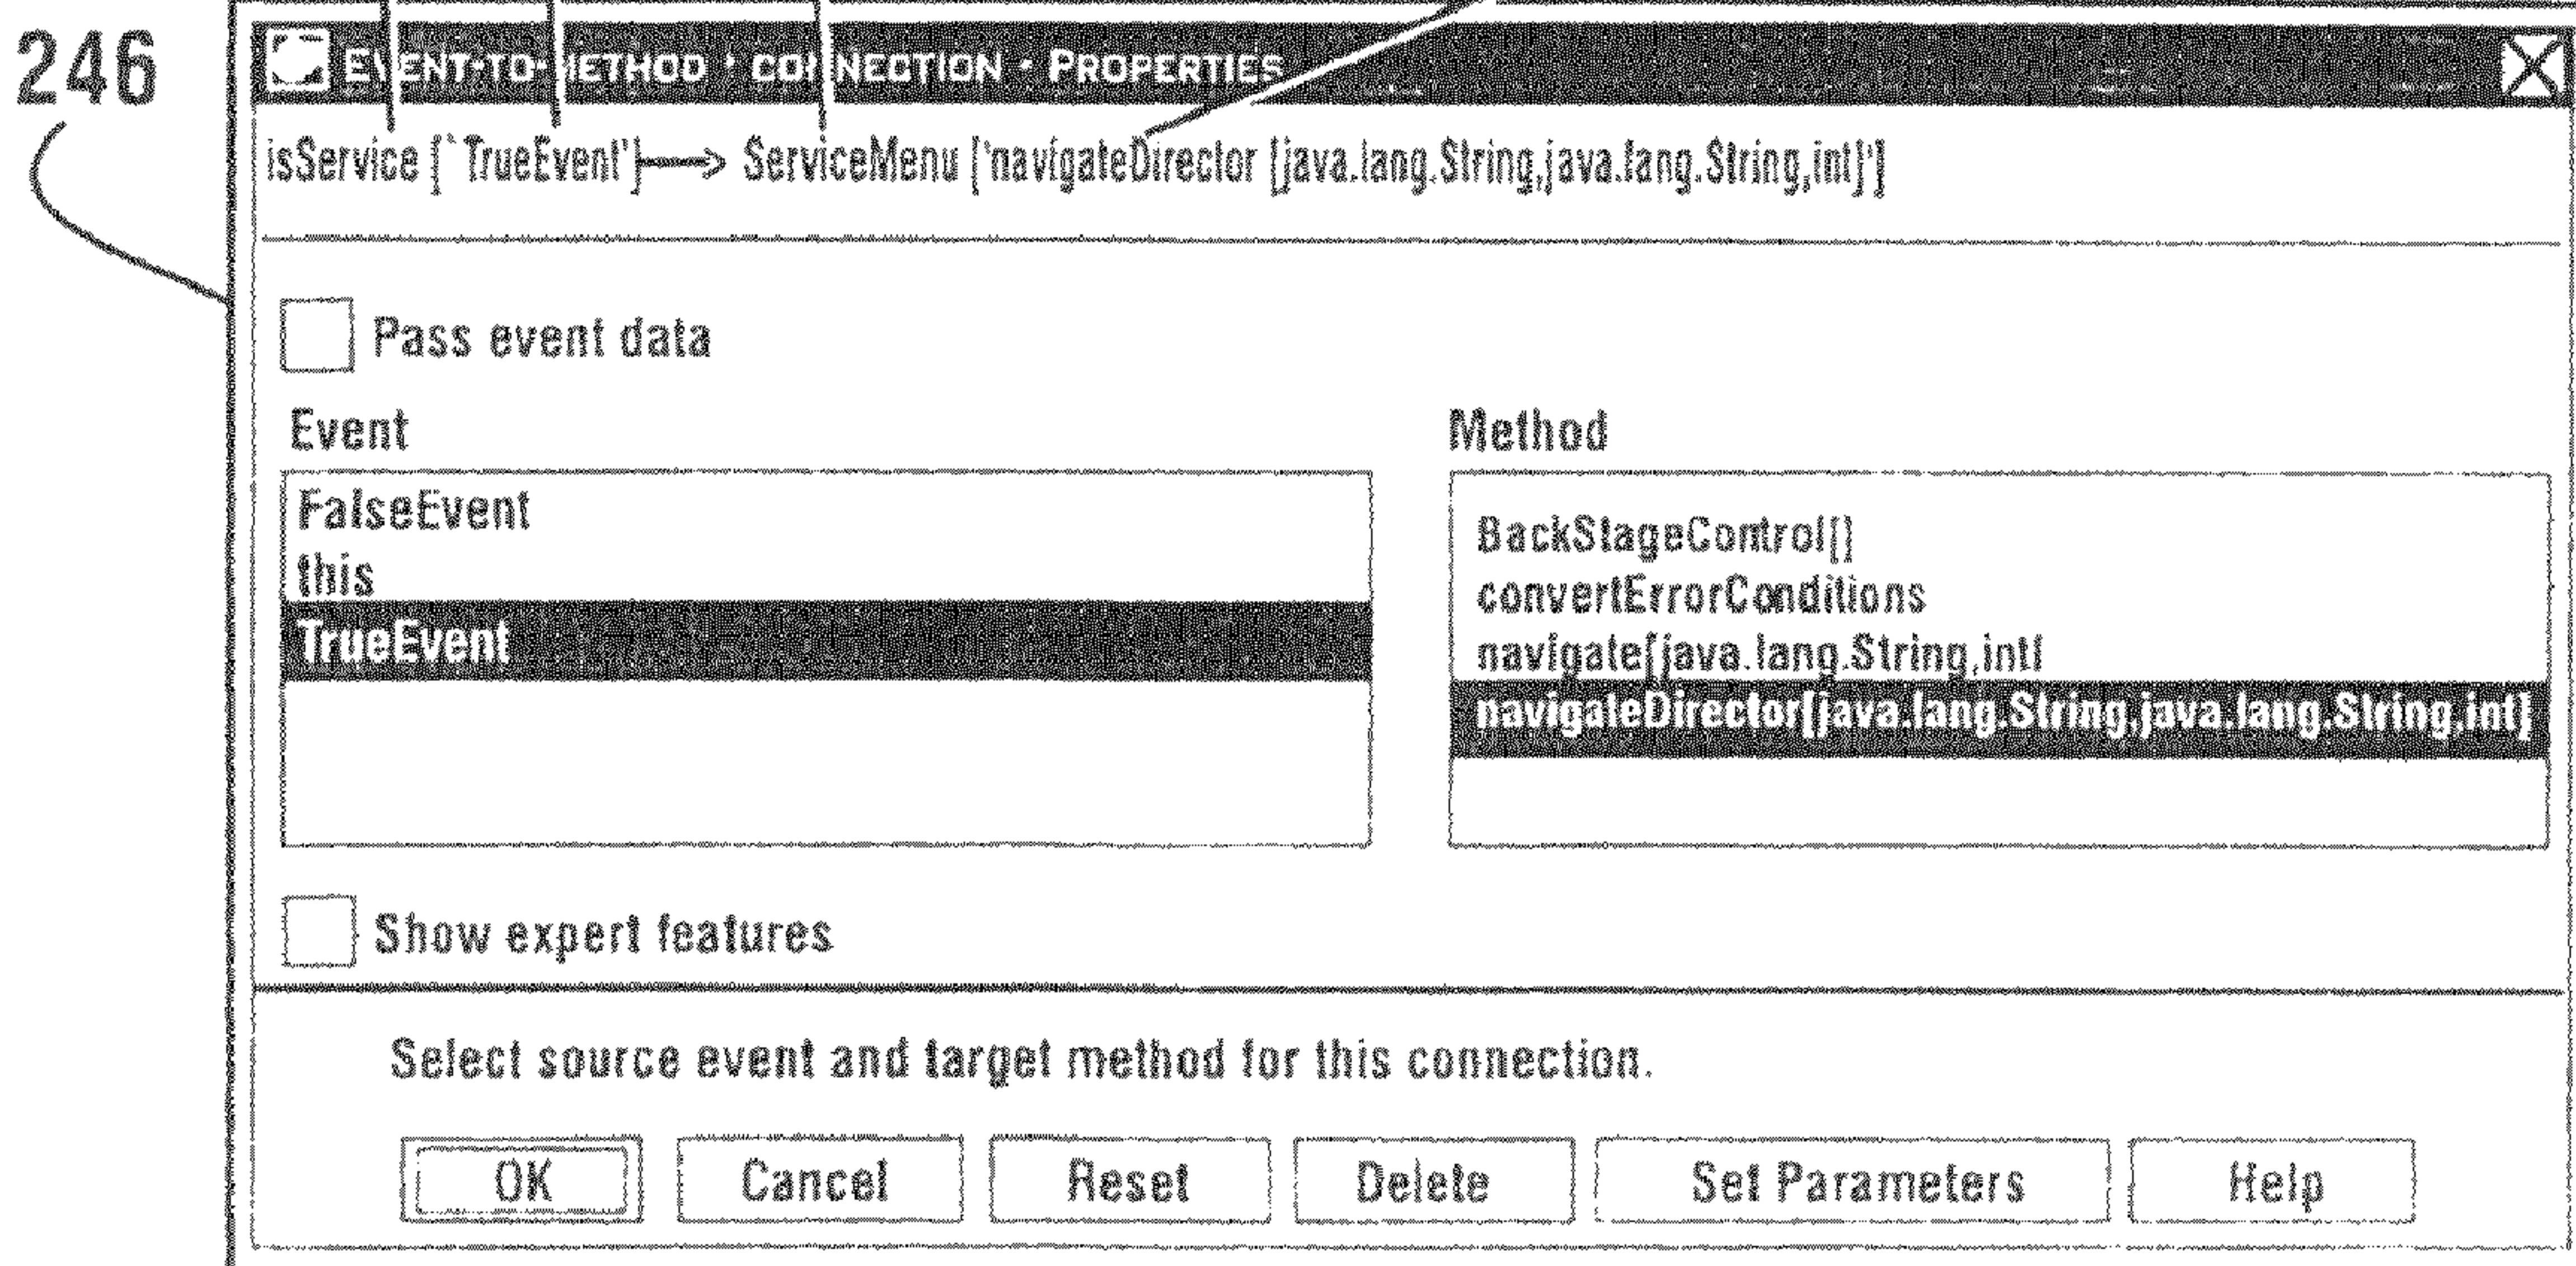 246
EVENT-TO-METHOD · CONNECTION · PROPERTIES
isService [`TrueEvent'] → ServiceMenu ['navigateDirector [java.lang.String,java.lang.String,int]']
Pass event data
Event
Method
FalseEvent
this
TrueEvent
BackStageControl[]
convertErrorConditions
navigate[java.lang.String,int[
navigateDirector[java.lang.String,java.lang.String,int]
Show expert features
Select source event and target method for this connection.
OK Cancel Reset Delete Set Parameters Help